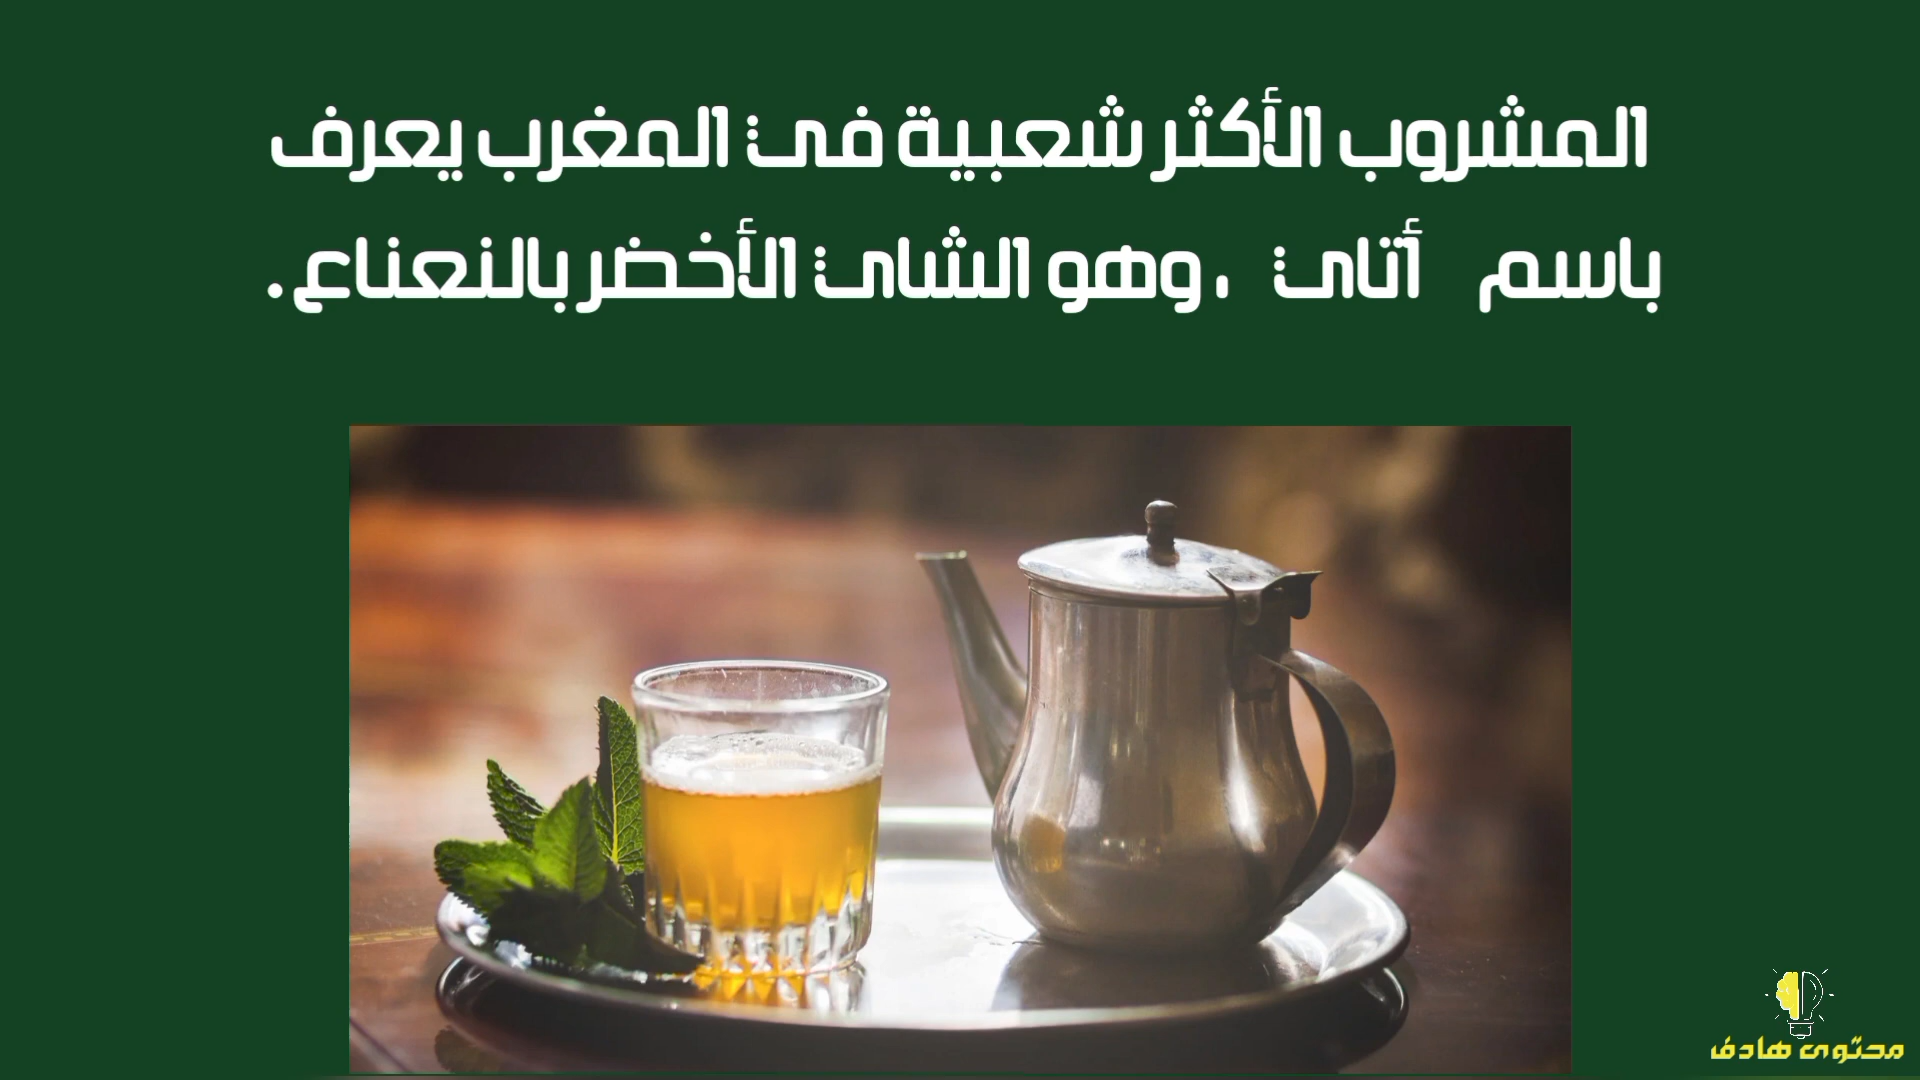 المشروب الأكثر شعبية في المغرب يعرف
باسم أتاي ، وهو الشاي الأخضر بالنعناع.
محتوى هادف